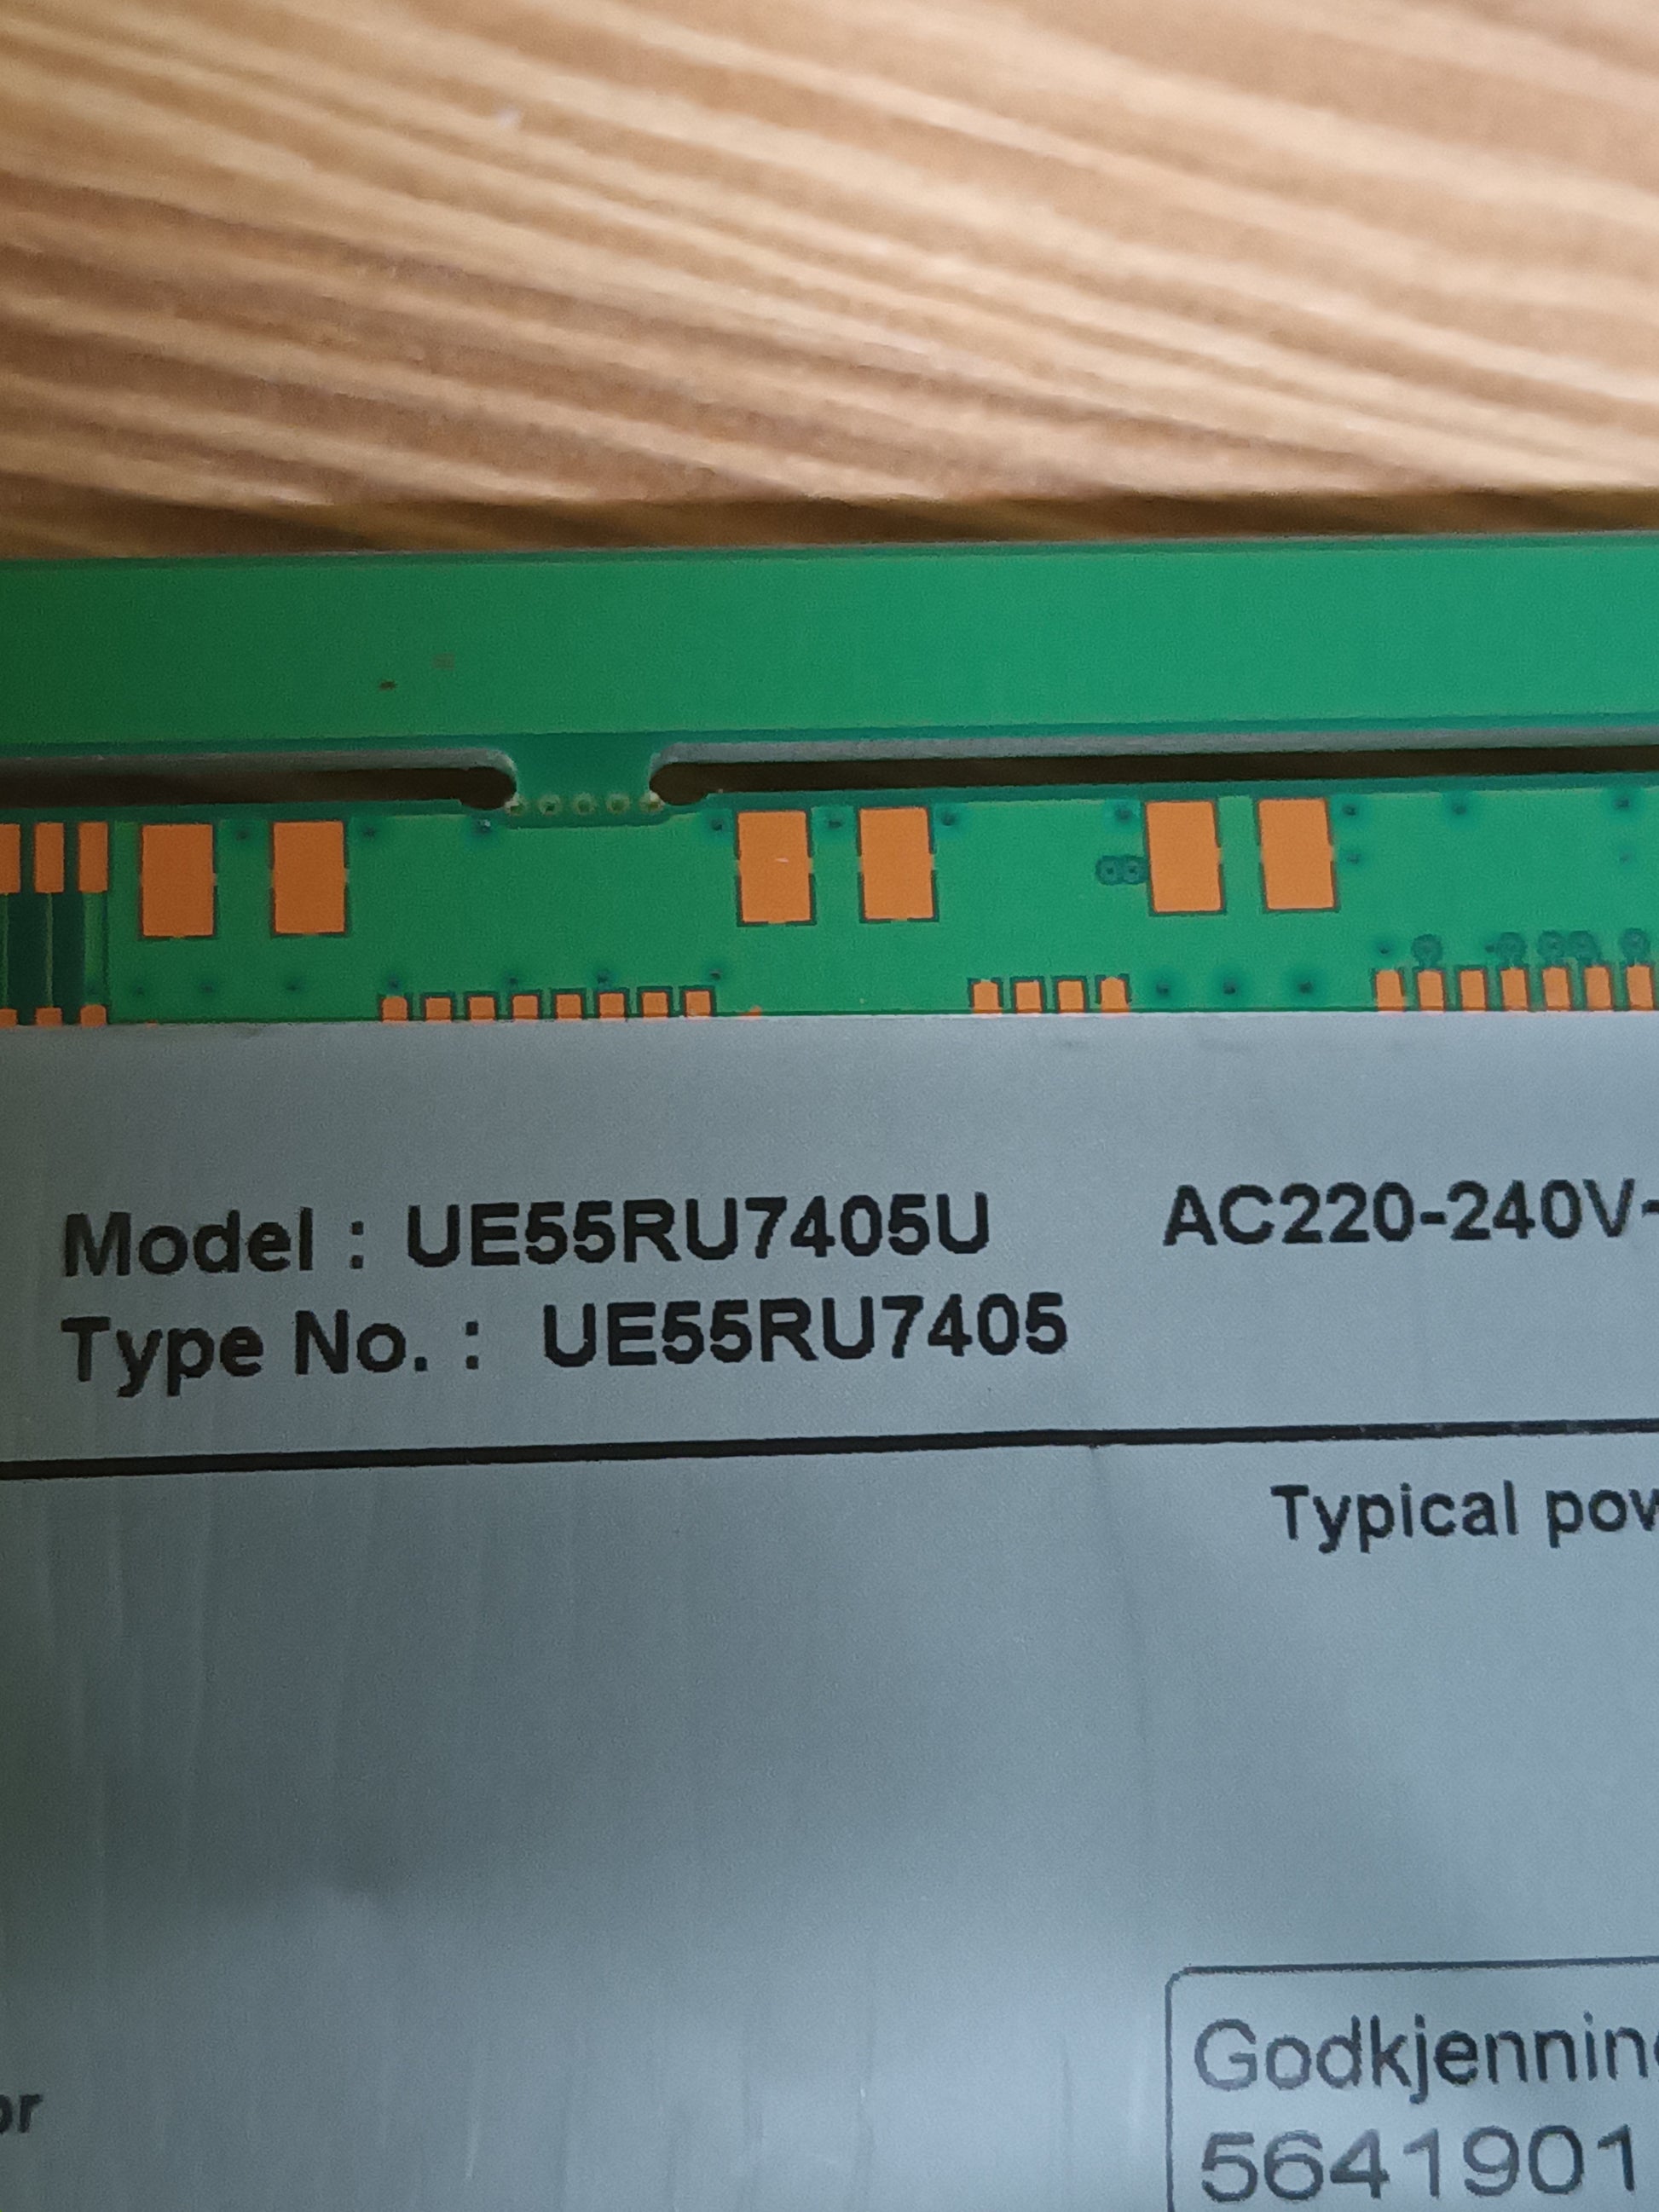 Model : UE55RU7405U AC220-240V~
Type No. : UE55RU7405
Typical
5641901